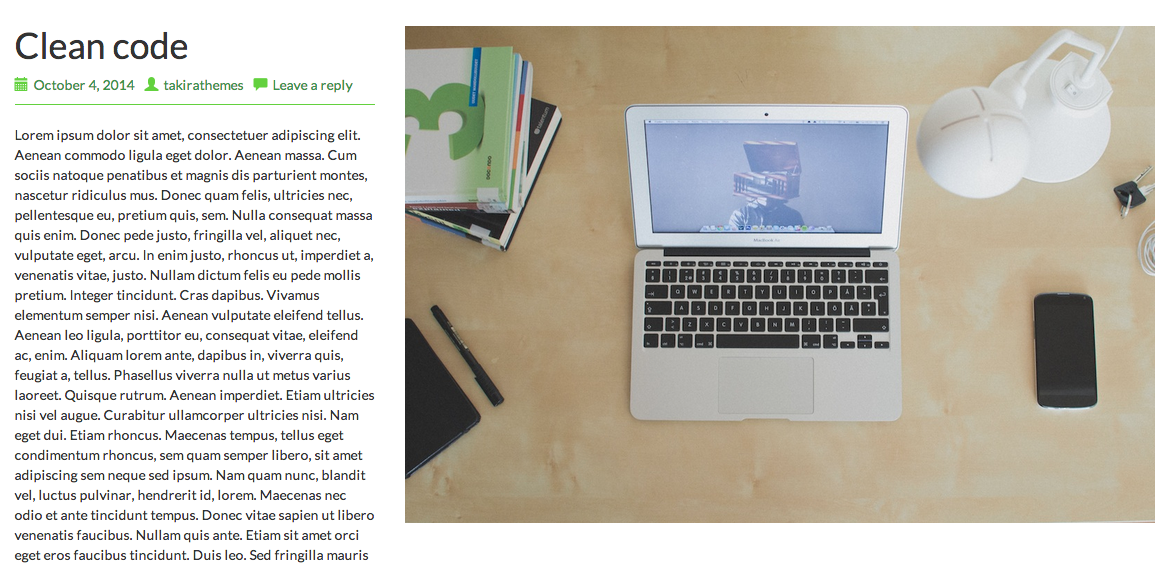 Clean code
October 4, 2014 takirathemes Leave a reply
Lorem ipsum dolor sit amet, consectetuer adipiscing elit.
Aenean commodo ligula eget dolor. Aenean massa. Cum
sociis natoque penatibus et magnis dis parturient montes,
nascetur ridiculus mus. Donec quam felis, ultricies nec,
pellentesque eu, pretium quis, sem. Nulla consequat massa
quis enim. Donec pede justo, fringilla vel, aliquet nec,
vulputate eget, arcu. In enim justo, rhoncus ut, imperdiet a,
venenatis vitae, justo. Nullam dictum felis eu pede mollis
pretium. Integer tincidunt. Cras dapibus. Vivamus
elementum semper nisi. Aenean vulputate eleifend tellus.
Aenean leo ligula, porttitor eu, consequat vitae, eleifend
ac, enim. Aliquam lorem ante, dapibus in, viverra quis,
feugiat a, tellus. Phasellus viverra nulla ut metus varius
laoreet. Quisque rutrum. Aenean imperdiet. Etiam ultricies
nisi vel augue. Curabitur ullamcorper ultricies nisi. Nam
eget dui. Etiam rhoncus. Maecenas tempus, tellus eget
condimentum rhoncus, sem quam semper libero, sit amet
adipiscing sem neque sed ipsum. Nam quam nunc, blandit
vel, luctus pulvinar, hendrerit id, lorem. Maecenas nec
odio et ante tincidunt tempus. Donec vitae sapien ut libero
venenatis faucibus. Nullam quis ante. Etiam sit amet orci
eget eros faucibus tincidunt. Duis leo. Sed fringilla mauris
3
MacBook Air
Q W E R T Y U I O P Å
A S D F G H J K L Ö Ä
Z X C V B N M